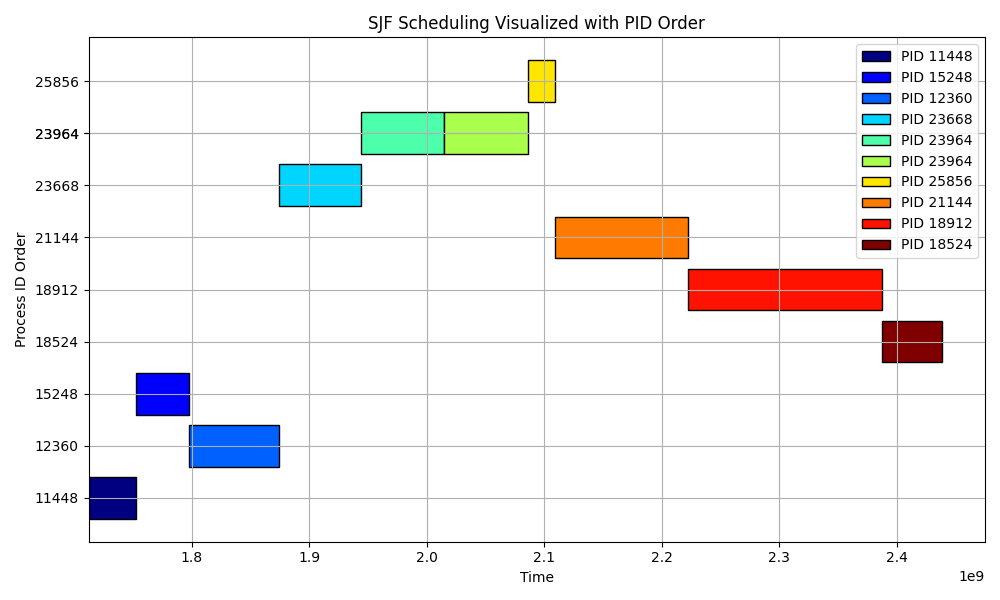 SJF Scheduling Visualized with PID Order
Process ID Order
25856
23964
23668
21144
18912
18524
15248
12360
11448
PID 11448
PID 15248
PID 12360
PID 23668
PID 23964
PID 23964
PID 25856
PID 21144
PID 18912
PID 18524
1.8 1.9 2.0 2.1 2.2 2.3 2.4
1e9
Time